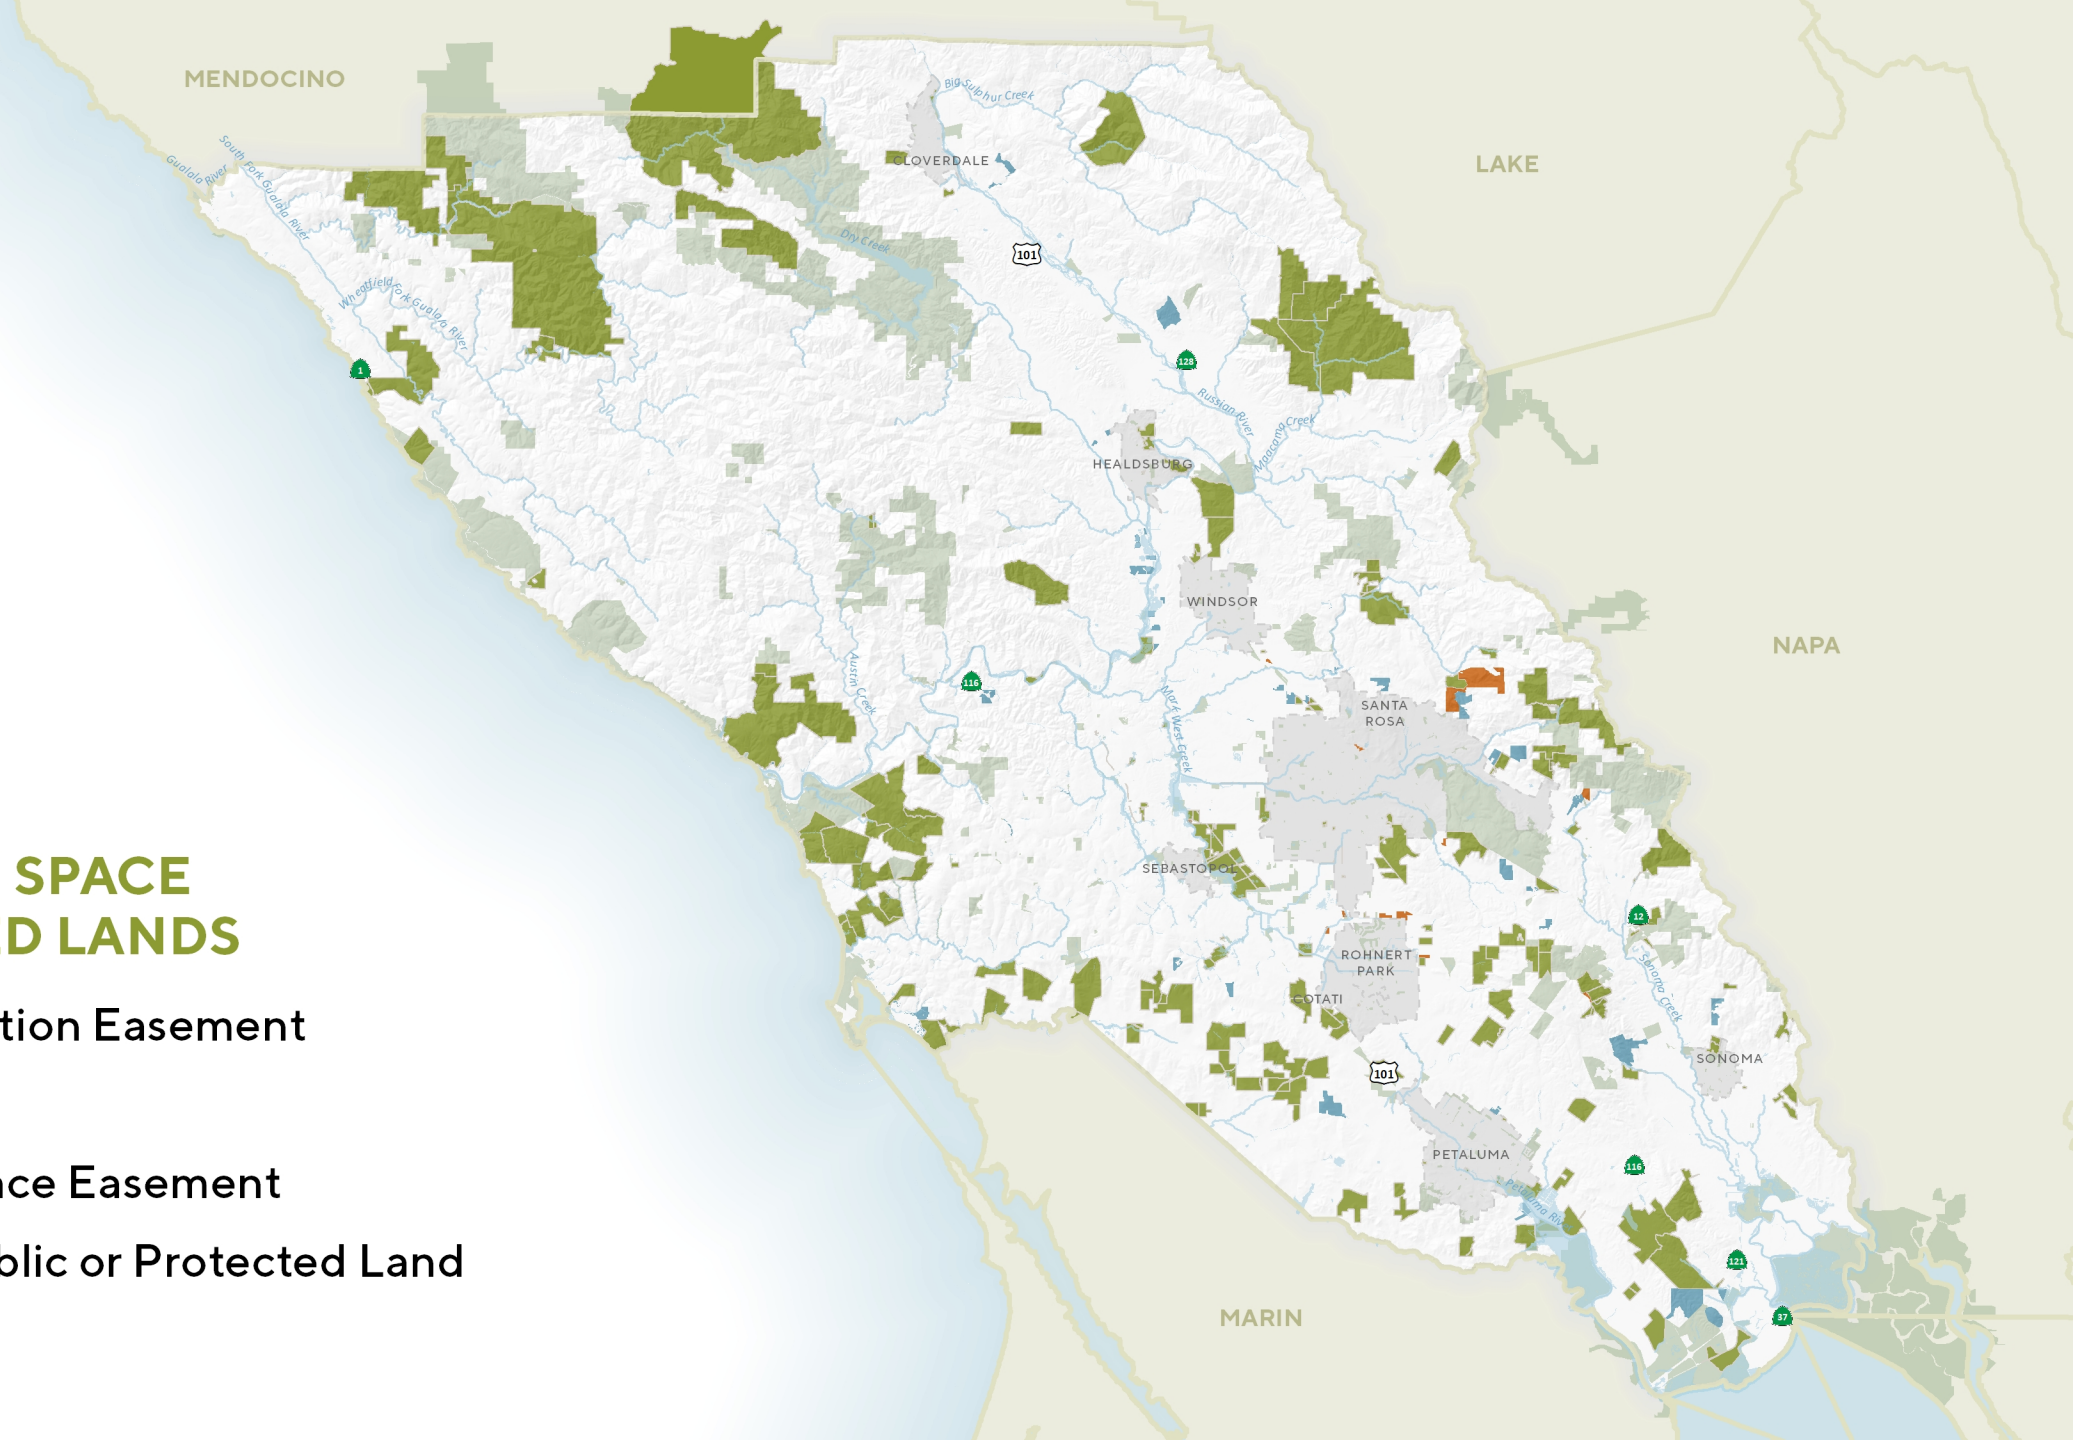 MENDOCINO
LAKE
NAPA
MARIN
Gualala River
South Fork Gualala River
Wheatfield Fork Gualala River
Big Sulphur Creek
CLOVERDALE
Dry Creek
101
1
128
Russian River
Maacama Creek
HEALDSBURG
WINDSOR
Austin Creek
116
Mark West Creek
SANTA
ROSA
SEBASTOPOL
12
ROHNERT
PARK
COTATI
Sonoma Creek
SONOMA
101
PETALUMA
116
Petaluma River
121
37
SPACE
D LANDS
tion Easement
ce Easement
blic or Protected Land